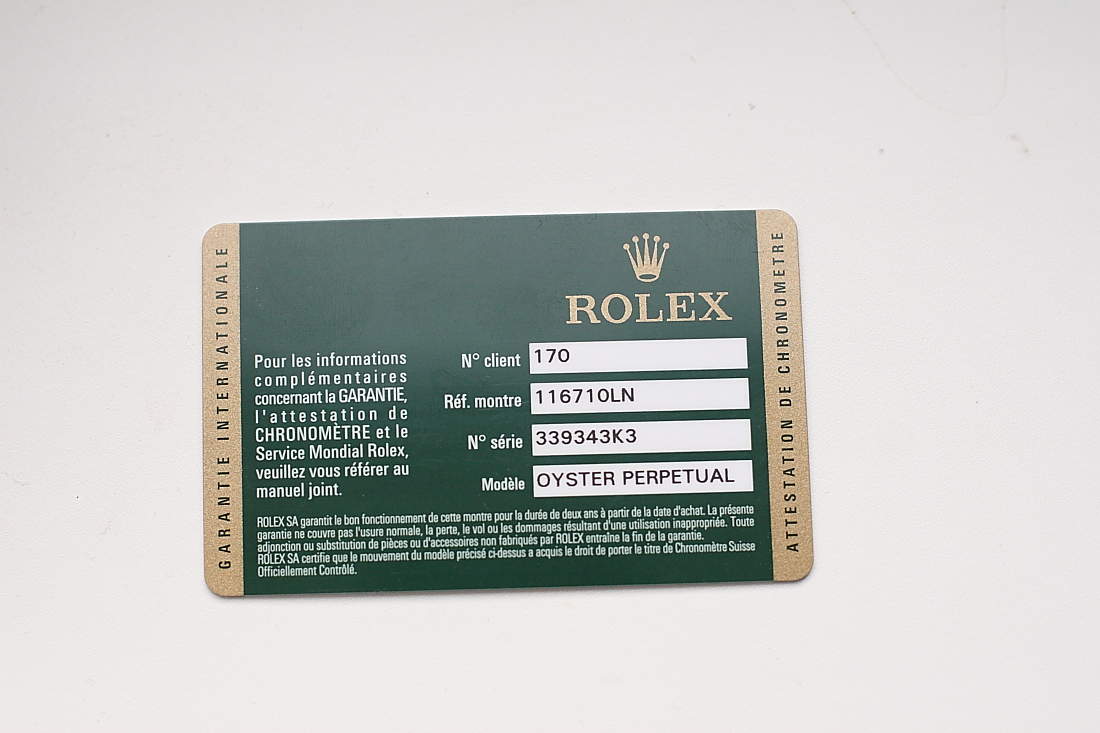 GARANTIE INTERNATIONALE
ROLEX
Pour les informations
complémentaires
concernant la GARANTIE,
l'attestation de
CHRONOMÈTRE et le
Service Mondial Rolex,
veuillez vous référer au
manuel joint.
N° client 170
Réf. montre 116710LN
N° série 339343K3
Modèle OYSTER PERPETUAL
ROLEX SA garantit le bon fonctionnement de cette montre pour la durée de deux ans à partir de la date d'achat. La présente
garantie ne couvre pas l'usure normale, la perte, le vol ou les dommages résultant d'une utilisation inappropriée. Toute
adjonction ou substitution de pièces ou d'accessoires non fabriqués par ROLEX entraîne la fin de la garantie.
ROLEX SA certifie que le mouvement du modèle précisé ci-dessus a acquis le droit de porter le titre de Chronomètre Suisse
Officiellement Contrôlé.
ATTESTATION DE CHRONOMETRE